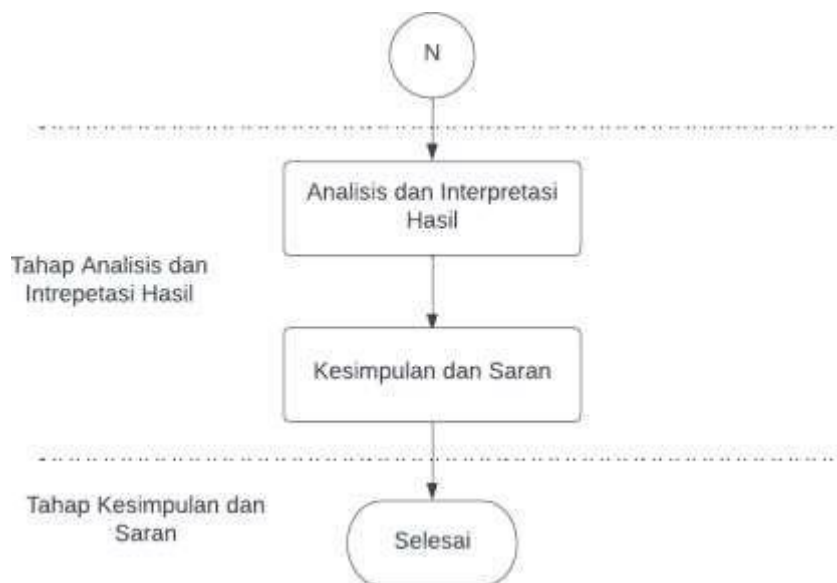 N
Analisis dan Interpretasi
Hasil
Tahap Analisis dan
Intrepetasi Hasil
Kesimpulan dan Saran
Tahap Kesimpulan dan
Saran
Selesai